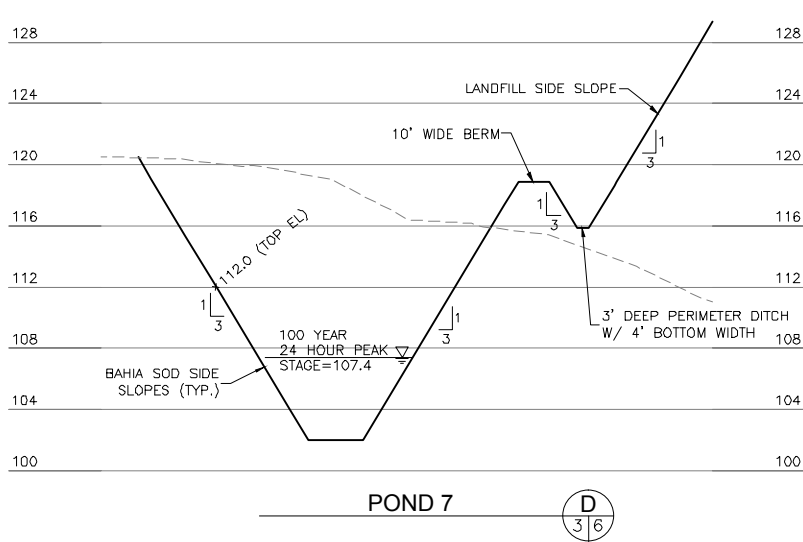 128 128
LANDFILL SIDE SLOPE
124 124
10' WIDE BERM
1
3
120 120
1
3
116 116
112.0 (TOP EL)
112 112
1
3
1
3
3' DEEP PERIMETER DITCH
W/ 4' BOTTOM WIDTH
100 YEAR
24 HOUR PEAK
STAGE=107.4
108 108
BAHIA SOD SIDE
SLOPES (TYP.)
104 104
100 100
POND 7
D
3 6